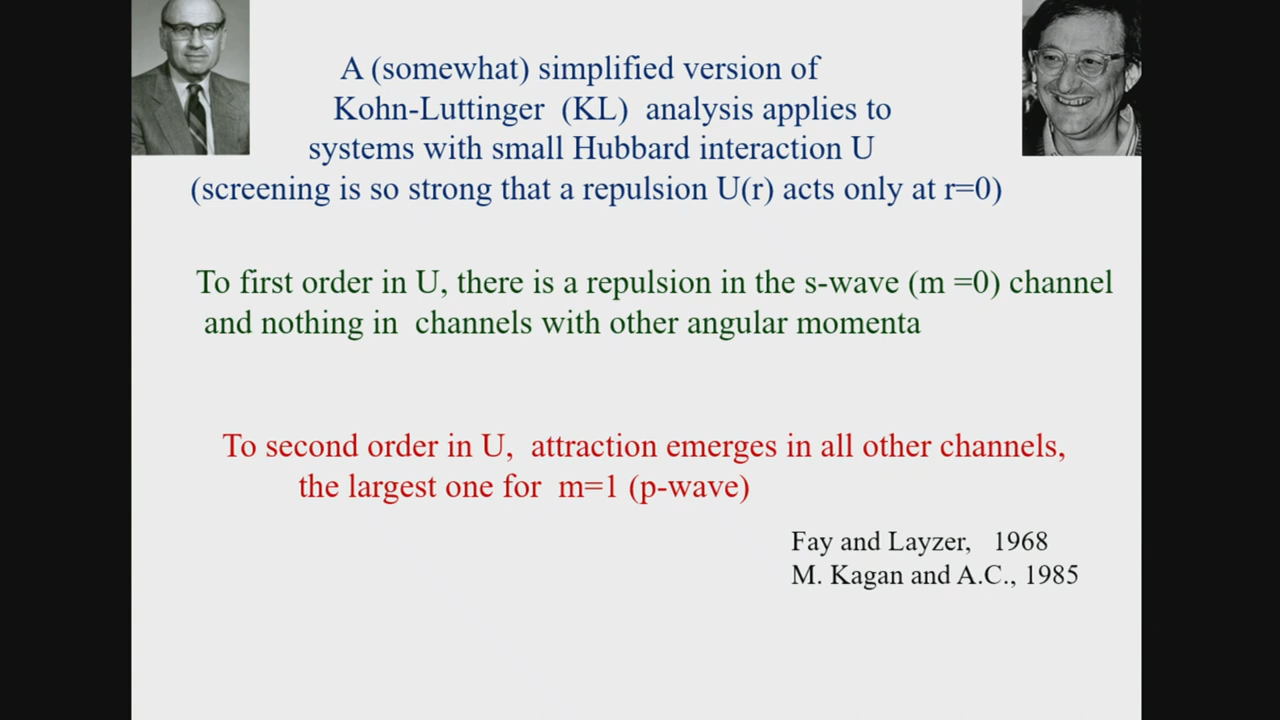 A (somewhat) simplified version of
Kohn-Luttinger (KL) analysis applies to
systems with small Hubbard interaction U
(screening is so strong that a repulsion U(r) acts only at r=0)
To first order in U, there is a repulsion in the s-wave (m =0) channel
and nothing in channels with other angular momenta
To second order in U, attraction emerges in all other channels,
the largest one for m=1 (p-wave)
Fay and Layzer, 1968
M. Kagan and A.C., 1985